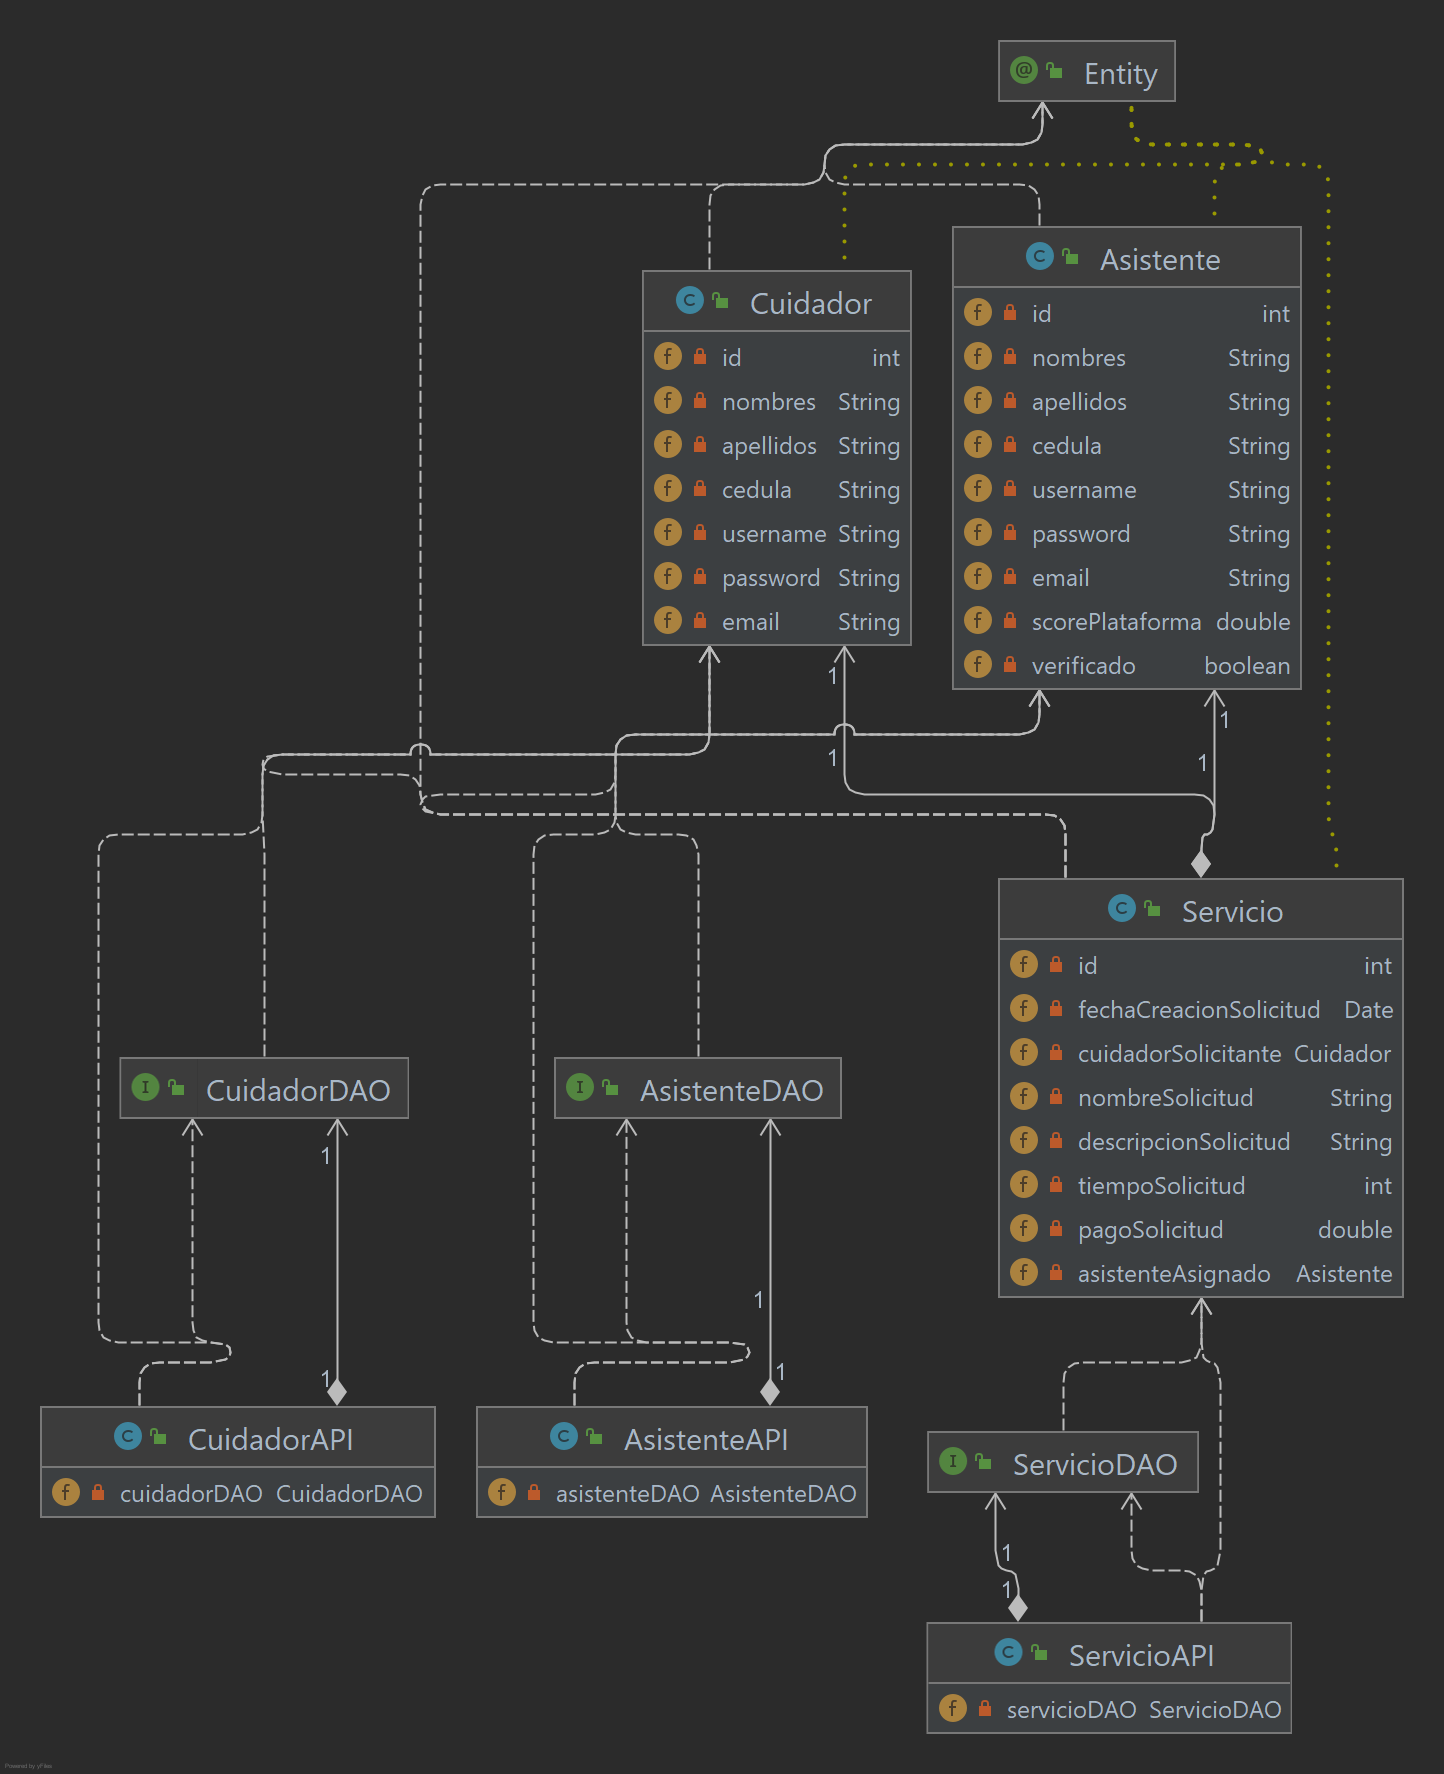 @ Entity
C Asistente
f id int
f nombres String
f apellidos String
f cedula String
f username String
f password String
f email String
f scorePlataforma double
f verificado boolean
C Cuidador
f id int
f nombres String
f apellidos String
f cedula String
f username String
f password String
f email String
1
1
1
1
C Servicio
f id int
f fechaCreacionSolicitud Date
f cuidadorSolicitante Cuidador
f nombreSolicitud String
f descripcionSolicitud String
f tiempoSolicitud int
f pagoSolicitud double
f asistenteAsignado Asistente
I CuidadorDAO
I AsistenteDAO
1
1
1
1
C CuidadorAPI
f cuidadorDAO CuidadorDAO
C AsistenteAPI
f asistenteDAO AsistenteDAO
I ServicioDAO
1
1
C ServicioAPI
f servicioDAO ServicioDAO
Powered by yFiles